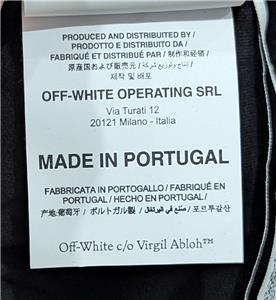 PRODUCED AND DISTRIBUTED BY /
PRODOTTO E DISTRIBUITO DA /
FABRIQUÉ ET DISTRIBUÉ PAR / 制作和经销 /
原産国および販売元 / إنتاج وتوزيع شركة /
제작 및 배포
OFF-WHITE OPERATING SRL
Via Turati 12
20121 Milano - Italia
MADE IN PORTUGAL
FABBRICATA IN PORTOGALLO / FABRIQUÉ EN
PORTUGAL / HECHO EN PORTUGAL /
产地:葡萄牙 / ポルトガル製 / صنع في البرتغال / 포르투갈산
Off-White c/o Virgil Abloh™